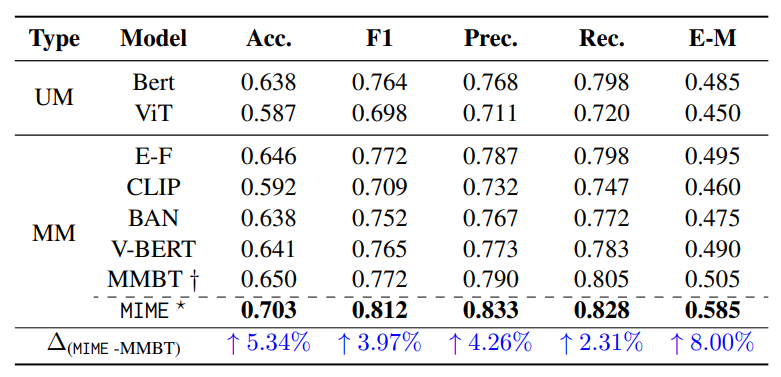 Type Model Acc. F1 Prec. Rec. E-M
UM
Bert 0.638 0.764 0.768 0.798 0.485
ViT 0.587 0.698 0.711 0.720 0.450
MM
E-F 0.646 0.772 0.787 0.798 0.495
CLIP 0.592 0.709 0.732 0.747 0.460
BAN 0.638 0.752 0.767 0.772 0.475
V-BERT 0.641 0.765 0.773 0.783 0.490
MMBT † 0.650 0.772 0.790 0.805 0.505
MIME ⋆ 0.703 0.812 0.833 0.828 0.585
Δ(MIME -MMBT) ↑ 5.34% ↑ 3.97% ↑ 4.26% ↑ 2.31% ↑ 8.00%